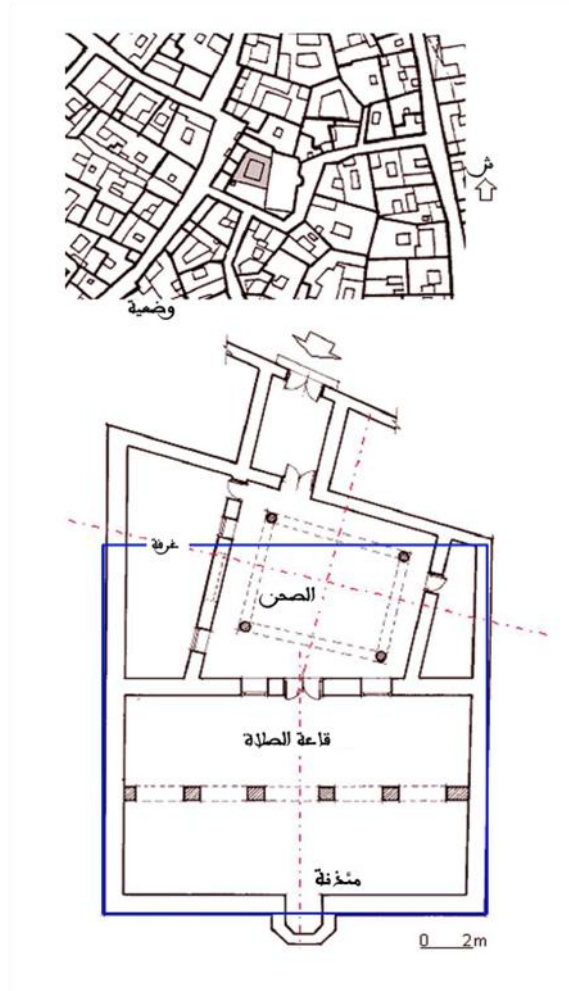 ش
وضعية
غرفة
الصحن
قاعة الصلاة
مئذنة
0 2m